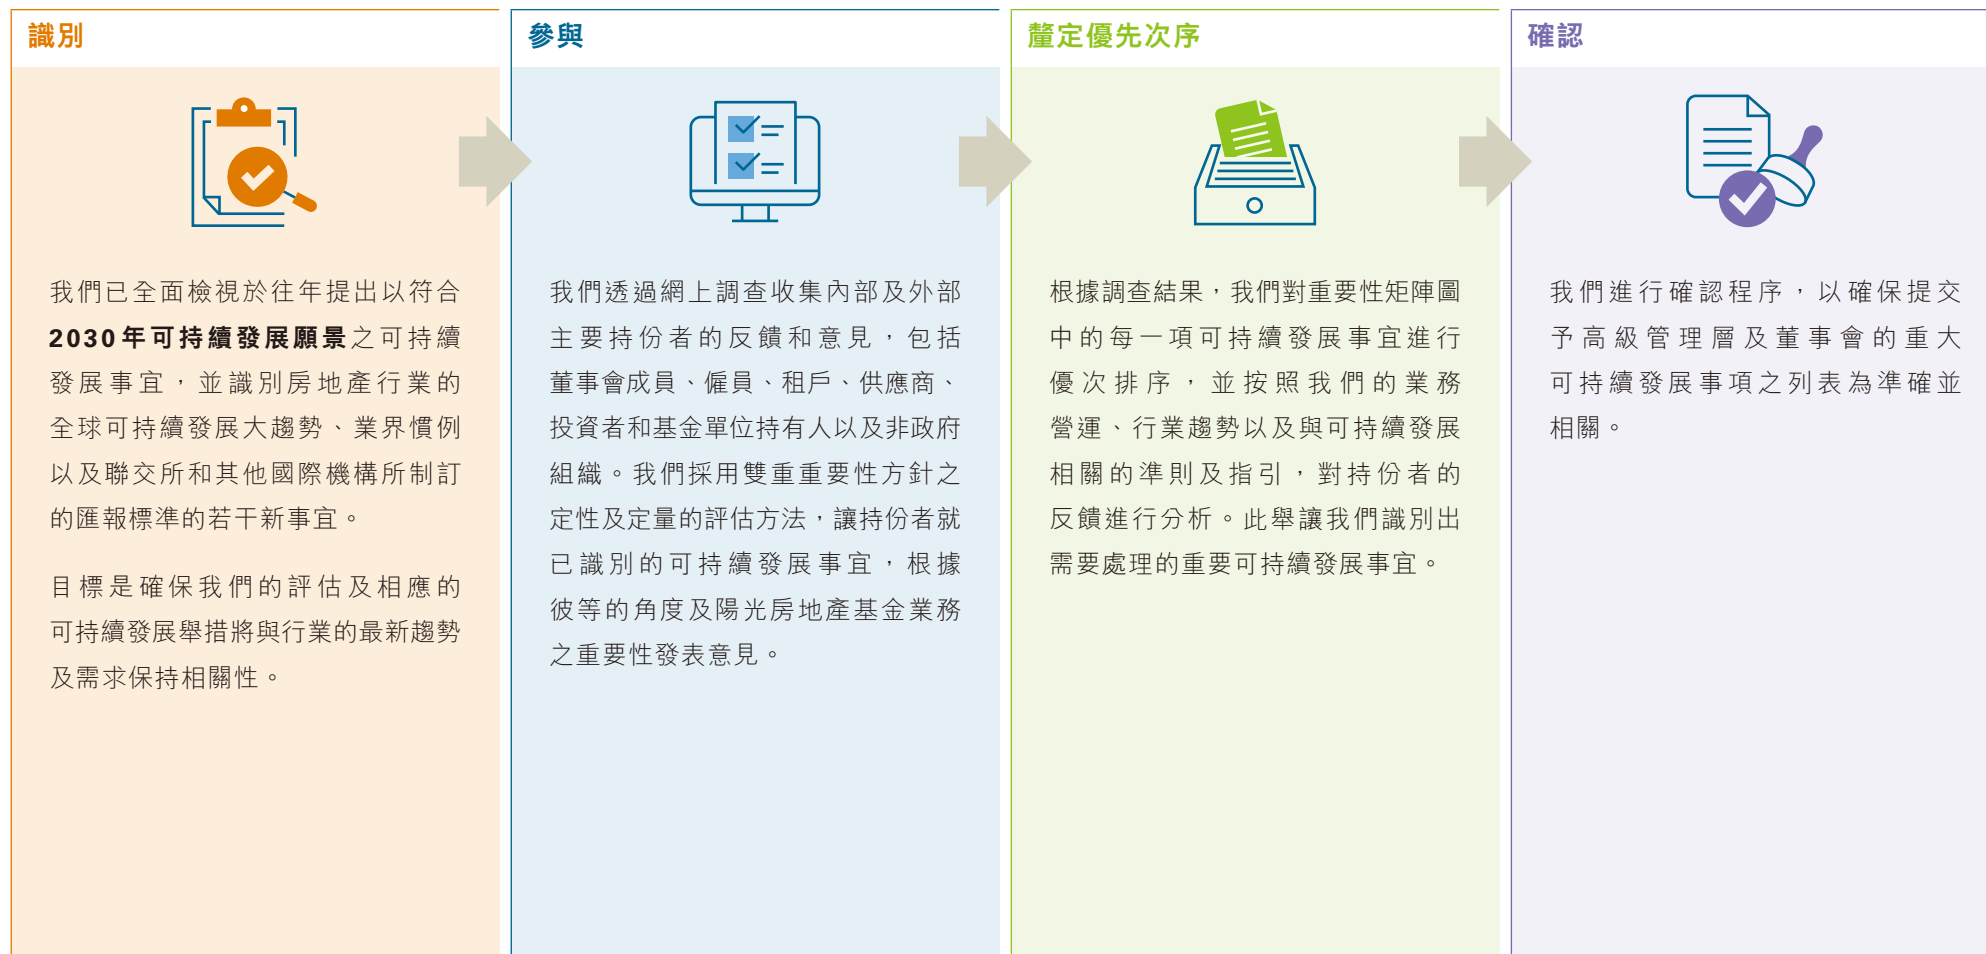 識別
我們已全面檢視於往年提出以符合
2030年可持續發展願景之可持續
發展事宜，並識別房地產行業的
全球可持續發展大趨勢、業界慣例
以及聯交所和其他國際機構所制訂
的匯報標準的若干新事宜。
目標是確保我們的評估及相應的
可持續發展舉措將與行業的最新趨勢
及需求保持相關性。
參與
我們透過網上調查收集內部及外部
主要持份者的反饋和意見，包括
董事會成員、僱員、租戶、供應商、
投資者和基金單位持有人以及非政府
組織。我們採用雙重重要性方針之
定性及定量的評估方法，讓持份者就
已識別的可持續發展事宜，根據
彼等的角度及陽光房地產基金業務
之重要性發表意見。
釐定優先次序
根據調查結果，我們對重要性矩陣圖
中的每一項可持續發展事宜進行
優次排序，並按照我們的業務
營運、行業趨勢以及與可持續發展
相關的準則及指引，對持份者的
反饋進行分析。此舉讓我們識別出
需要處理的重要可持續發展事宜。
確認
我們進行確認程序，以確保提交
予高級管理層及董事會的重大
可持續發展事項之列表為準確並
相關。